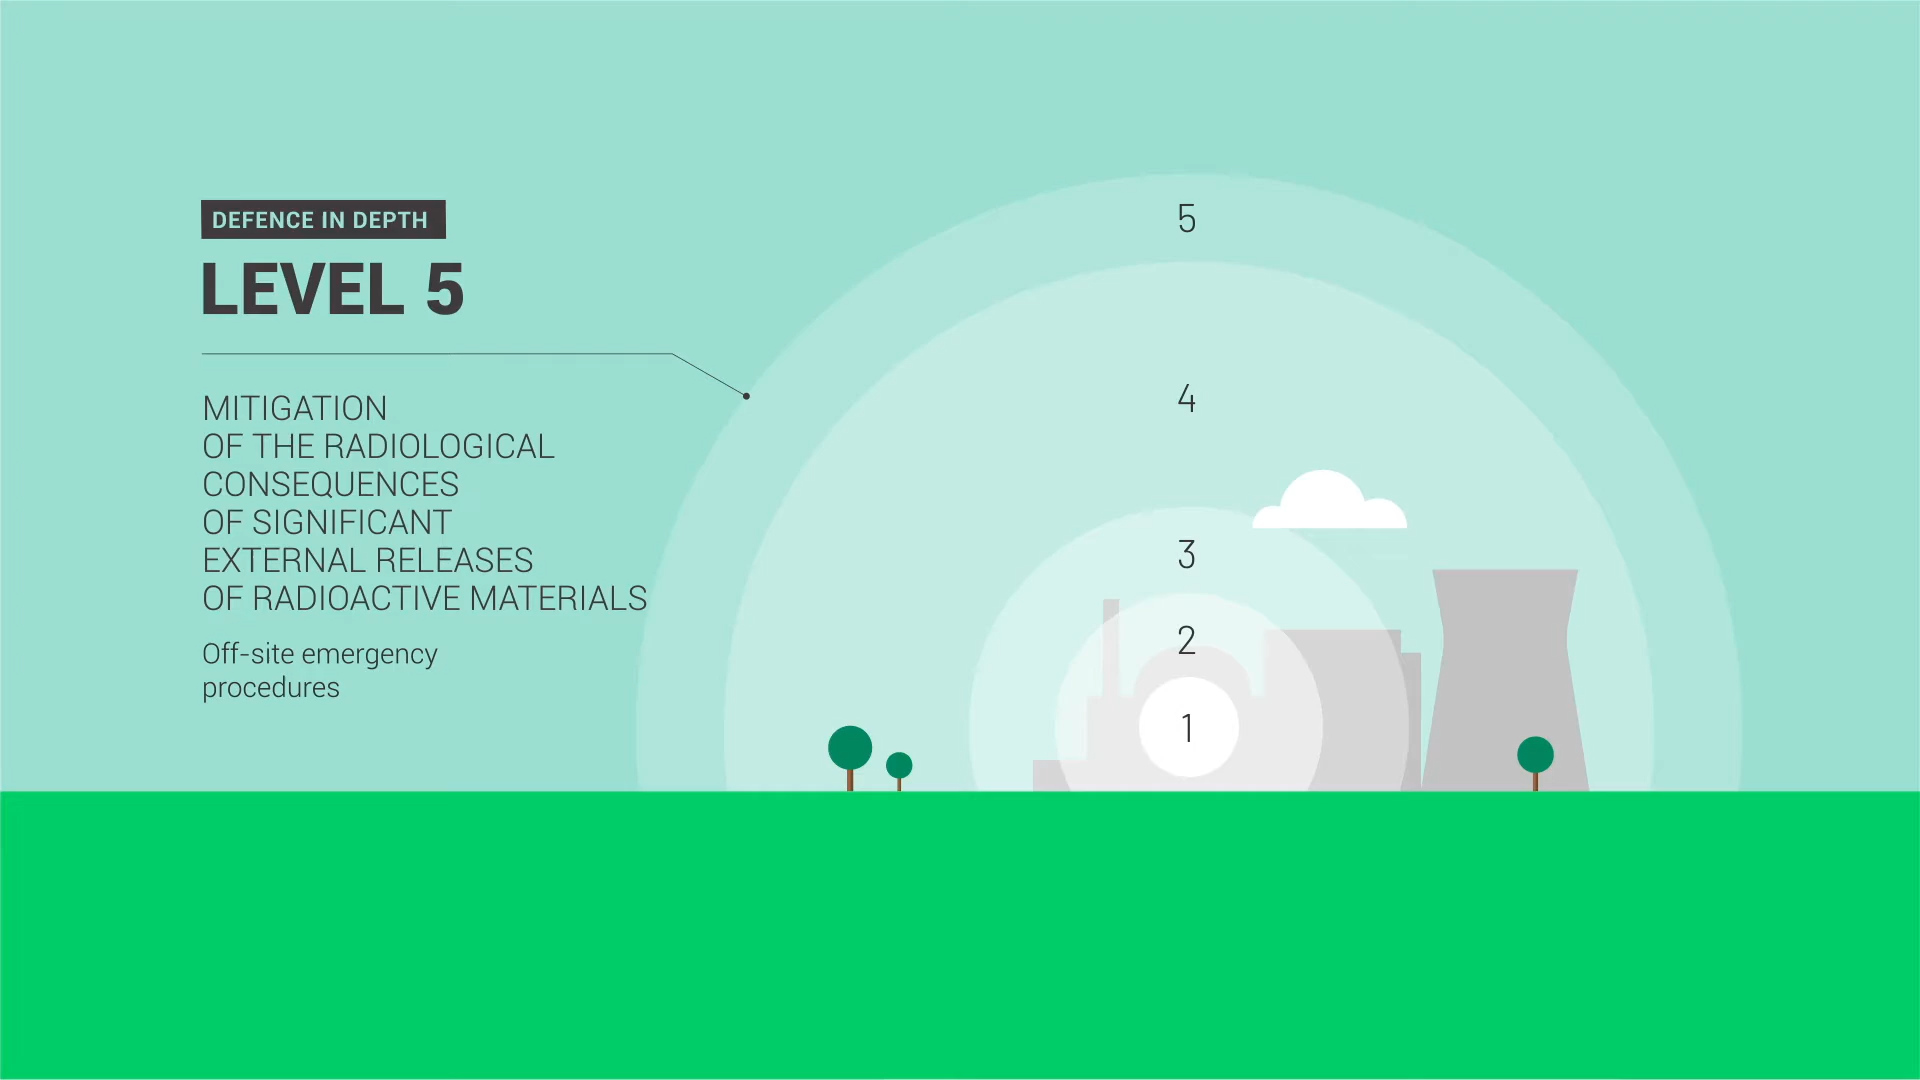 DEFENCE IN DEPTH
LEVEL 5
MITIGATION
OF THE RADIOLOGICAL
CONSEQUENCES
OF SIGNIFICANT
EXTERNAL RELEASES
OF RADIOACTIVE MATERIALS
Off-site emergency
procedures
5
4
3
2
1